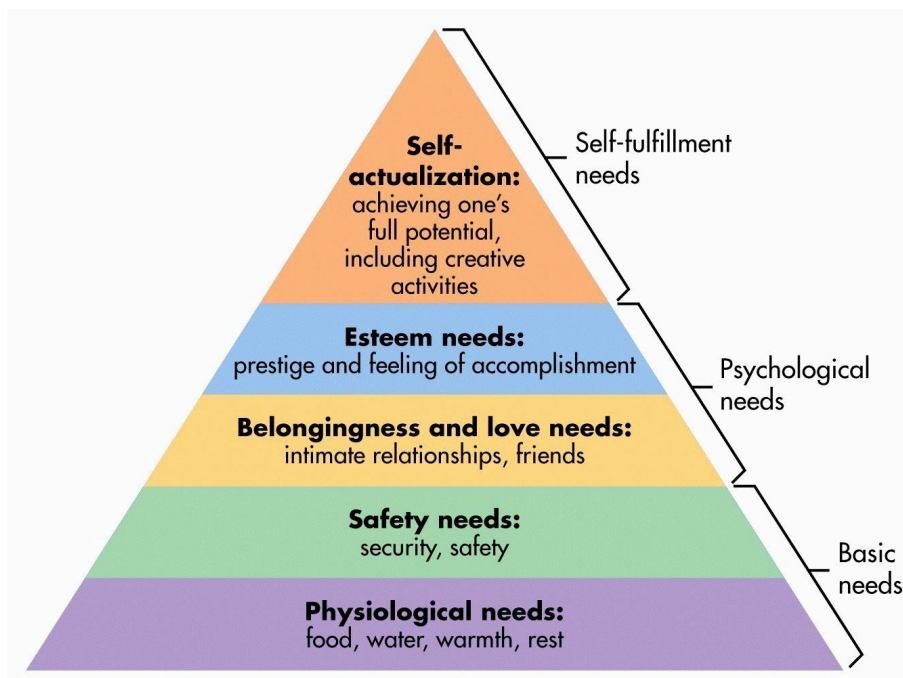 Self-
actualization:
achieving one's
full potential,
including creative
activities
Self-fulfillment
needs
Esteem needs:
prestige and feeling of accomplishment
Psychological
needs
Belongingness and love needs:
intimate relationships, friends
Safety needs:
security, safety
Basic
needs
Physiological needs:
food, water, warmth, rest